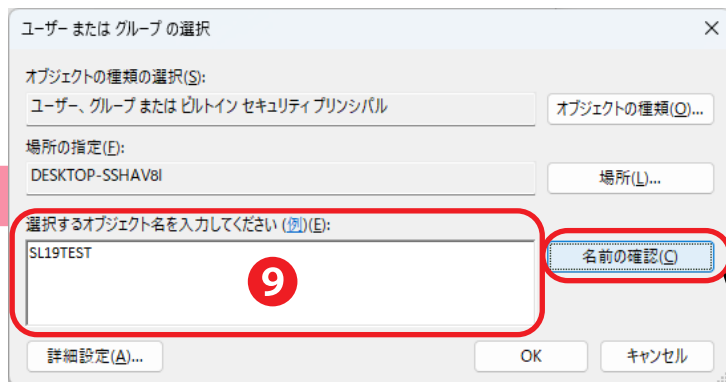 ユーザー または グループ の選択
オブジェクトの種類の選択(S):
ユーザー、グループ または ビルトイン セキュリティ プリンシパル
オブジェクトの種類(O)...
場所の指定(F):
DESKTOP-SSHAV8I
場所(L)...
選択するオブジェクト名を入力してください (例)(E):
SL19TEST
名前の確認(C)
9
詳細設定(A)...
OK
キャンセル